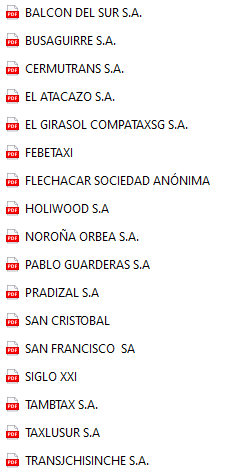 BALCON DEL SUR S.A.
BUSAGUIRRE S.A.
CERMUTRANS S.A.
EL ATACAZO S.A.
EL GIRASOL COMPATAXSG S.A.
FEBETAXI
FLECHACAR SOCIEDAD ANÓNIMA
HOLIWOOD S.A
NOROÑA ORBEA S.A.
PABLO GUARDERAS S.A
PRADIZAL S.A
SAN CRISTOBAL
SAN FRANCISCO  SA
SIGLO XXI
TAMBTAX S.A.
TAXLUSUR S.A
TRANSJCHISINCHE S.A.